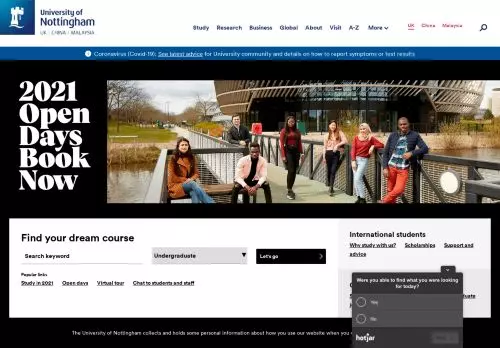 University of
Nottingham
UK | CHINA | MALAYSIA
Study Research Business Global About Visit A-Z More
UK China Malaysia
Coronavirus (Covid-19): See latest advice for University community and details on how to report symptoms or test results
2021
Open
Days
Book
Now
Find your dream course
Search keyword
Undergraduate
Let's go
Popular links
Study in 2021 Open days Virtual tour Chat to students and staff
International students
Why study with us? Scholarships Support and
advice
Were you able to find what you were looking
for today?
Yes
No
hotjar
The University of Nottingham collects and holds some personal information about how you use our website when you